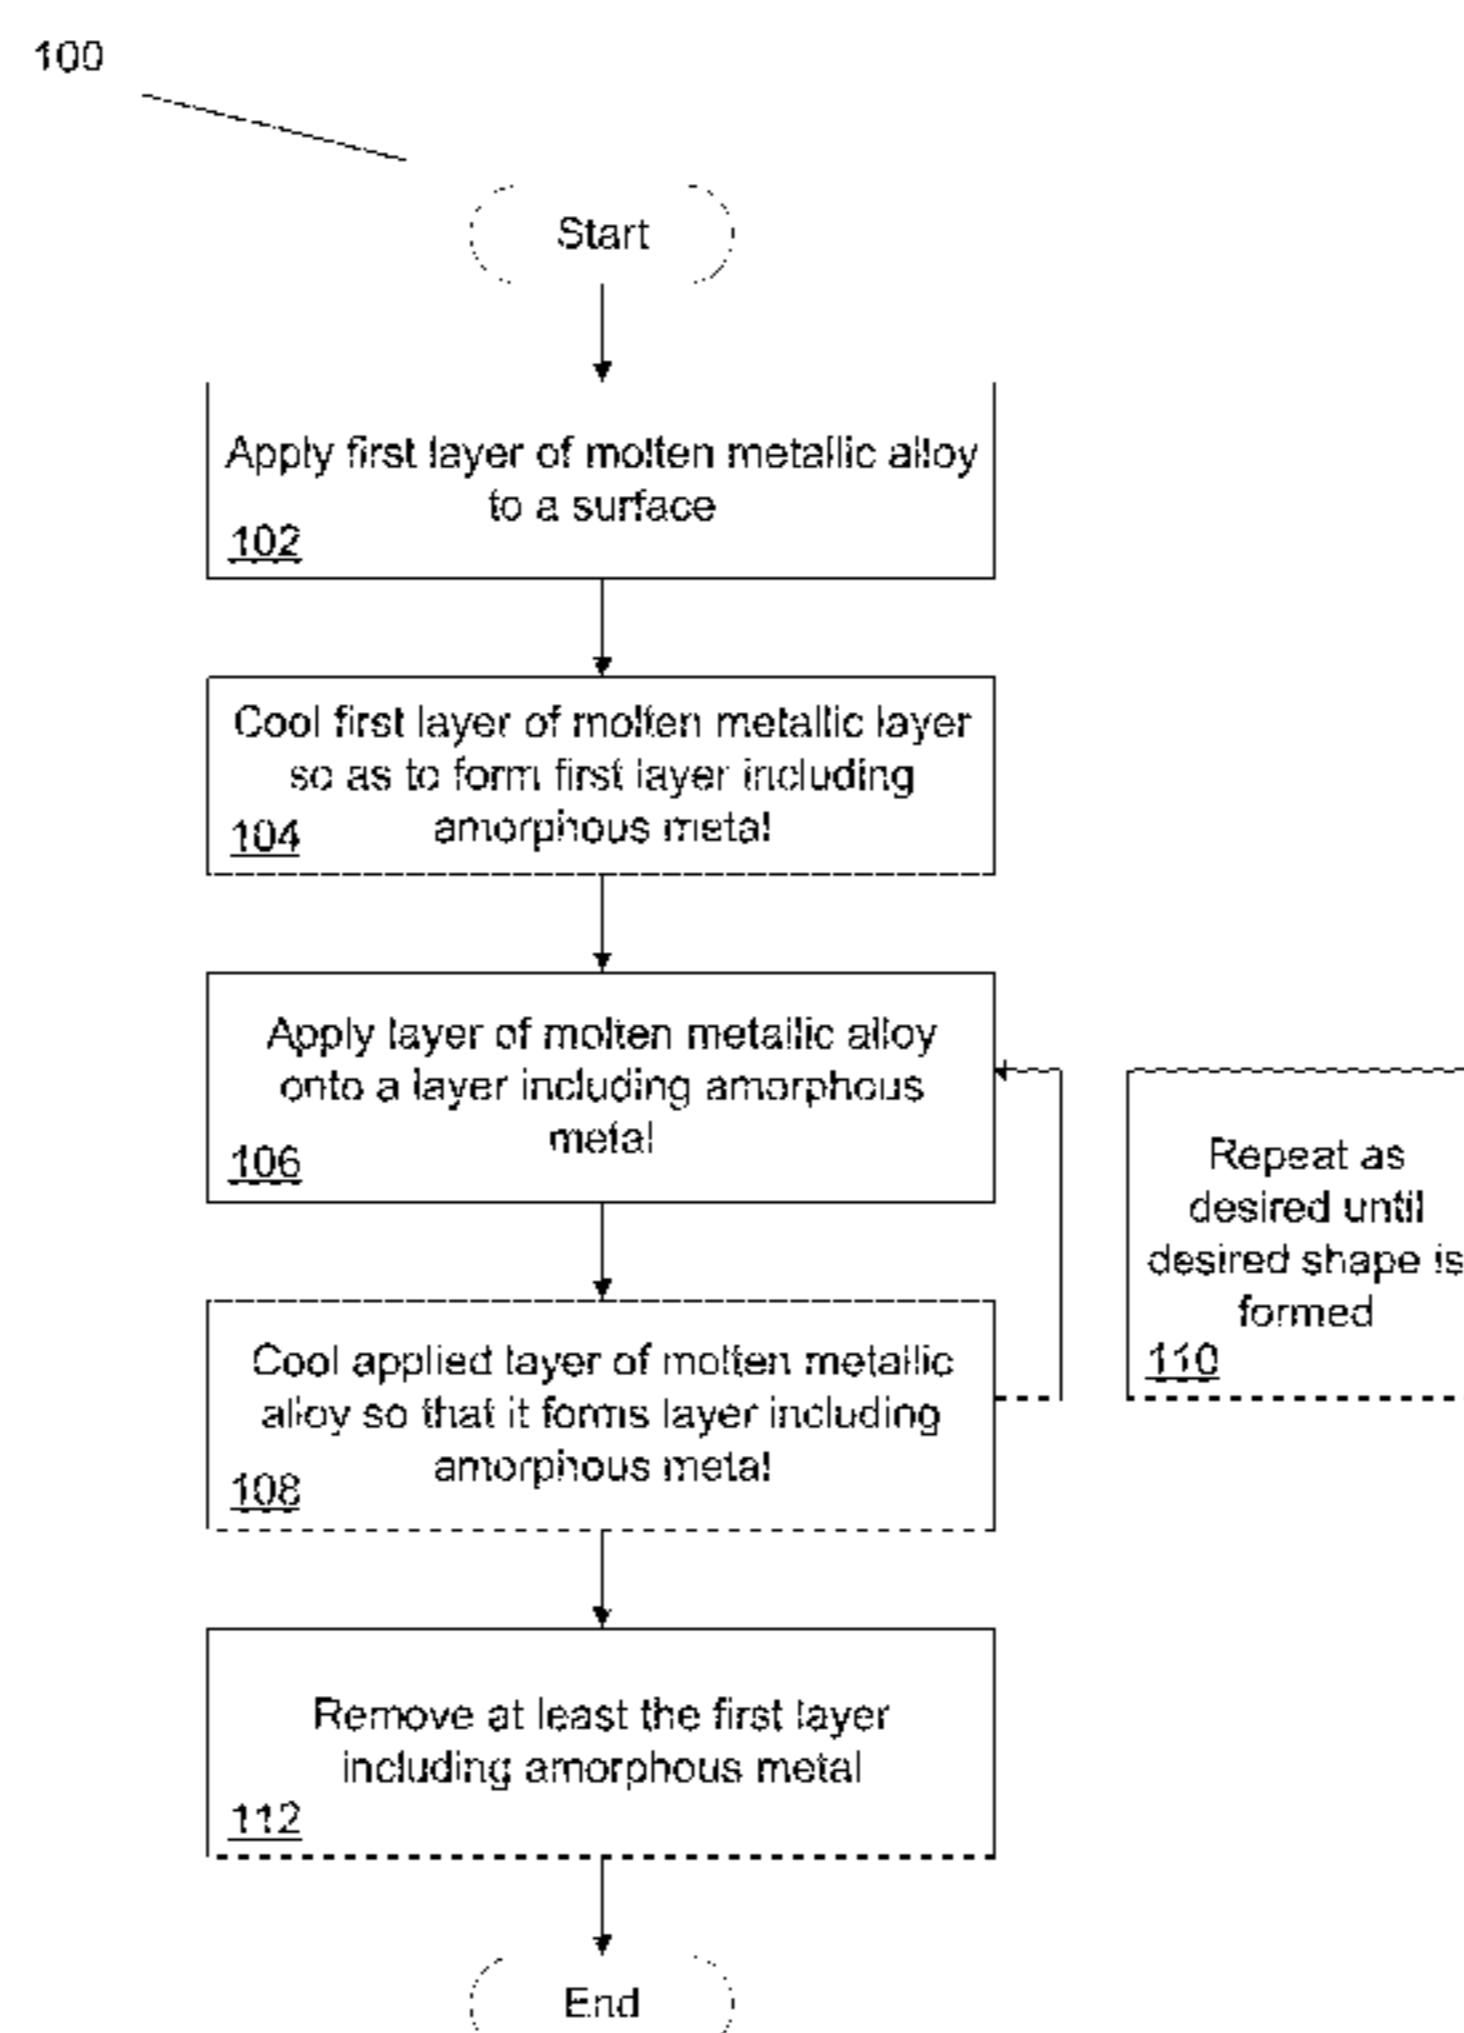 100
Start
Apply first layer of molten metallic alloy
to a surface
102
Cool first layer of molten metallic layer
so as to form first layer including
amorphous metal
104
Apply layer of molten metallic alloy
onto a layer including amorphous
metal
106
Repeat as
desired until
desired shape is
formed
110
Cool applied layer of molten metallic
alloy so that it forms layer including
amorphous metal
108
Remove at least the first layer
including amorphous metal
112
End